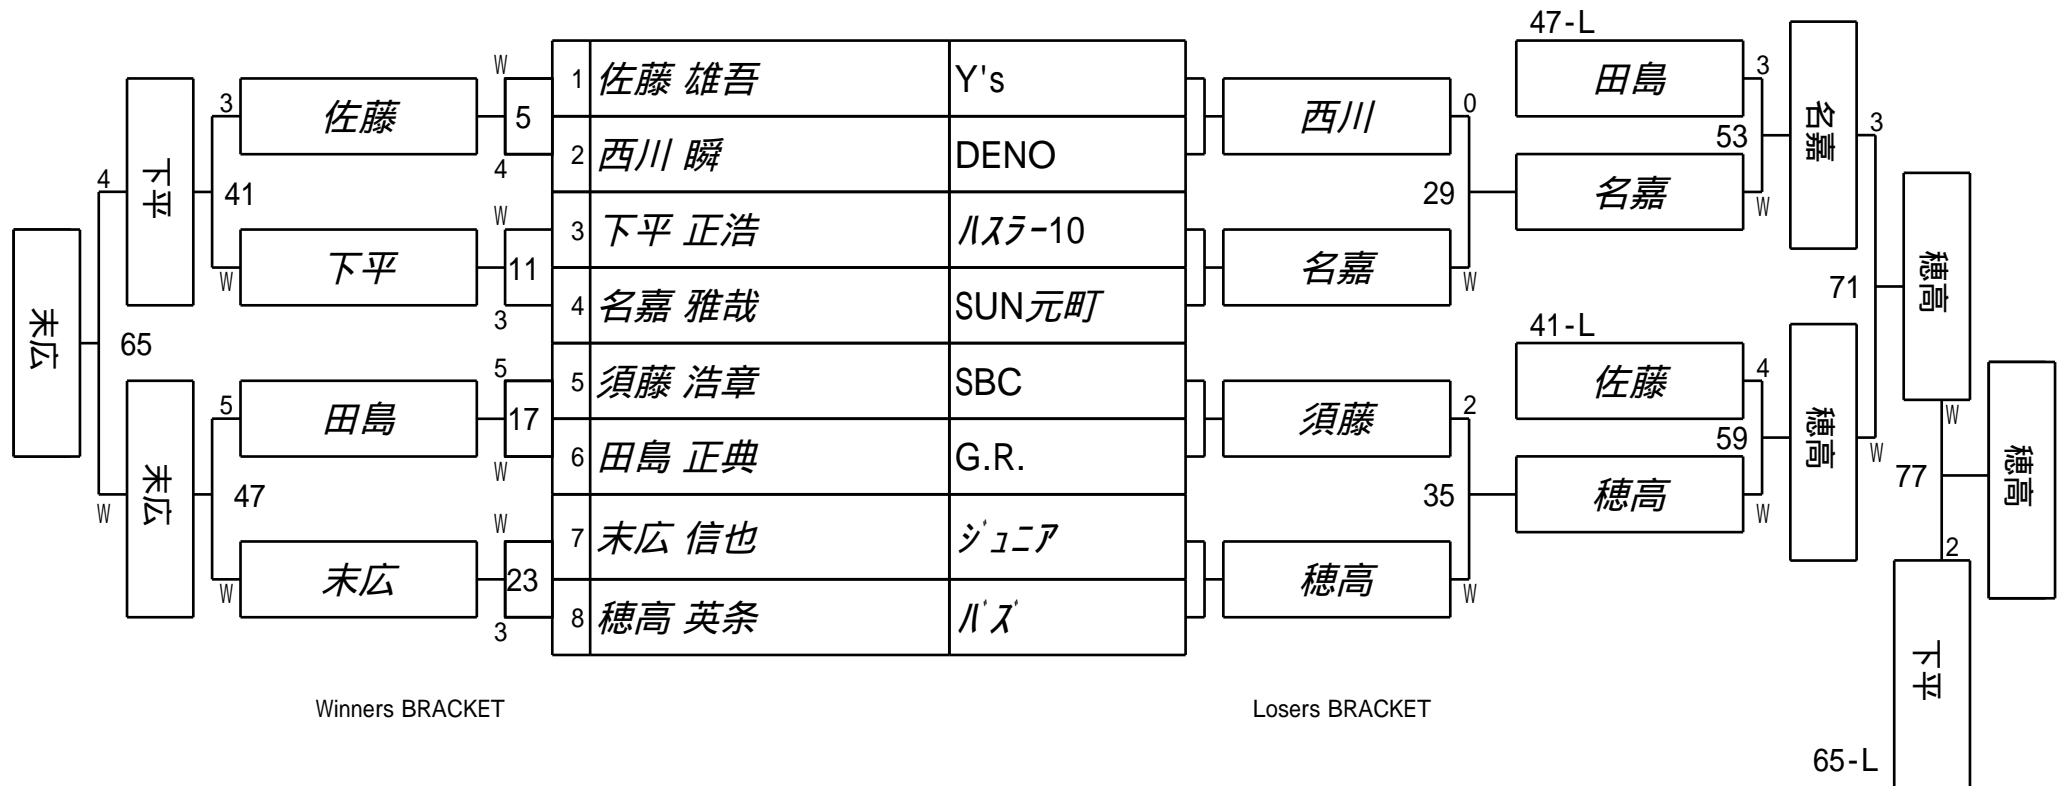 47-L
W
1 佐藤 雄吾 Y's
田島 3
3 佐藤 5
西川 0
名嘉 3
4 2 西川 瞬 DENO
53
4 下平 41
29
名嘉 W
W 3 下平 正浩 ハスラー10
W 下平 11
名嘉 W
穂高
3 4 名嘉 雅哉 SUN元町
71
末広 65
41-L
5 5 須藤 浩章 SBC
佐藤 4
5 田島 17
須藤 2
穂高 W
59
W 6 田島 正典 G.R.
W
W 末広 47
35
穂高 W
77 穂高
W 7 末広 信也 ジュニア
W 末広 23
穂高 W
2
3 8 穂高 英条 バズ
下平
Winners BRACKET
Losers BRACKET
65-L